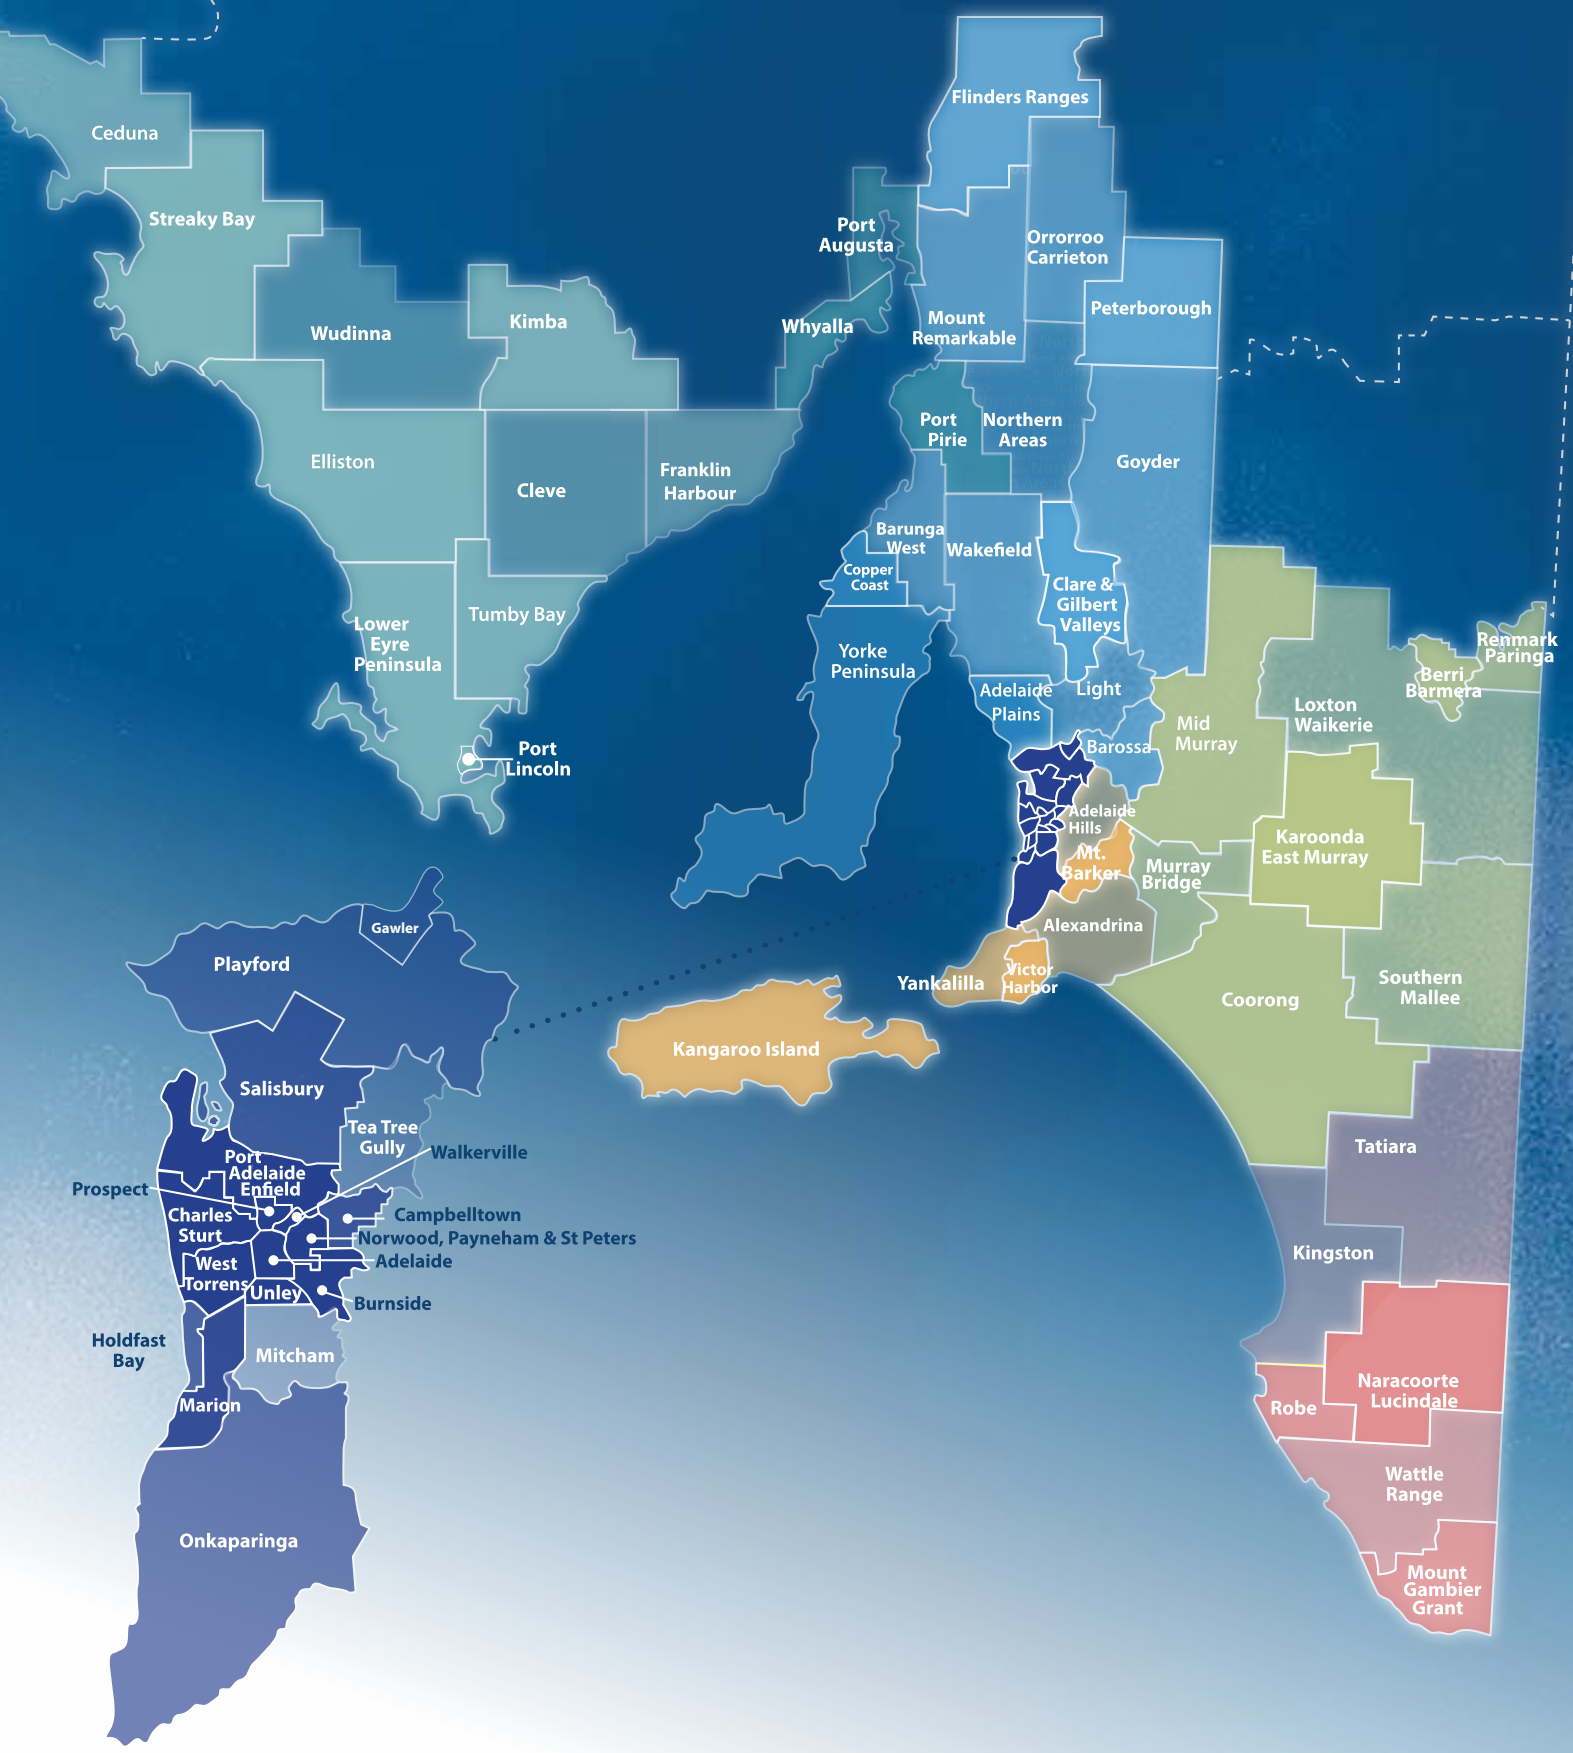 Flinders Ranges
Ceduna
Streaky Bay
Port
Augusta
Orrorroo
Carrieton
Peterborough
Kimba
Wudinna
Whyalla
Mount
Remarkable
Port
Pirie
Northern
Areas
Goyder
Elliston
Cleve
Franklin
Harbour
Barunga
West
Wakefield
Copper
Coast
Clare &
Gilbert
Valleys
Tumby Bay
Lower
Eyre
Peninsula
Yorke
Peninsula
Renmark
Paringa
Berri
Barmera
Adelaide
Plains
Light
Loxton
Waikerie
Mid
Murray
Barossa
Port
Lincoln
Adelaide
Hills
Karoonda
East Murray
Mt.
Barker
Murray
Bridge
Alexandrina
Gawler
Playford
Yankalilla
Victor
Harbor
Southern
Mallee
Coorong
Kangaroo Island
Salisbury
Tea Tree
Gully
Walkerville
Port
Adelaide
Enfield
Prospect
Charles
Sturt
Campbelltown
Norwood, Payneham & St Peters
Adelaide
West
Torrens
Unley
Burnside
Holdfast
Bay
Mitcham
Marion
Onkaparinga
Tatiara
Kingston
Naracoorte
Lucindale
Robe
Wattle
Range
Mount
Gambier
Grant